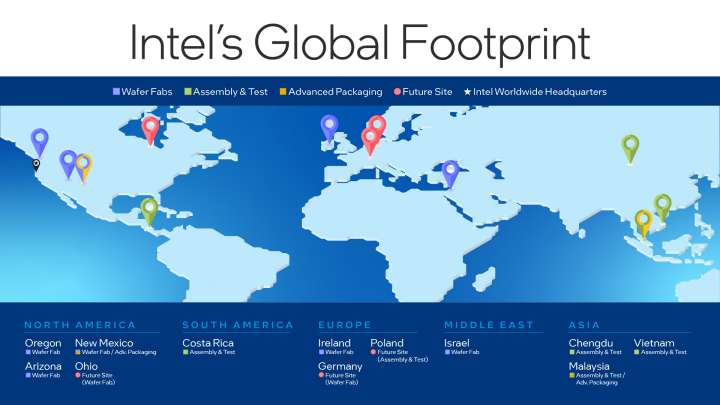 Intel's Global Footprint
Wafer Fabs Assembly & Test Advanced Packaging Future Site Intel Worldwide Headquarters
NORTH AMERICA
Oregon
Wafer Fab
New Mexico
Wafer Fab / Adv. Packaging
Arizona
Wafer Fab
Ohio
Future Site
(Wafer Fab)
SOUTH AMERICA
Costa Rica
Assembly & Test
EUROPE
Ireland
Wafer Fab
Poland
Future Site
(Assembly & Test)
Germany
Future Site
(Wafer Fab)
MIDDLE EAST
Israel
Wafer Fab
ASIA
Chengdu
Assembly & Test
Vietnam
Assembly & Test
Malaysia
Assembly & Test /
Adv. Packaging